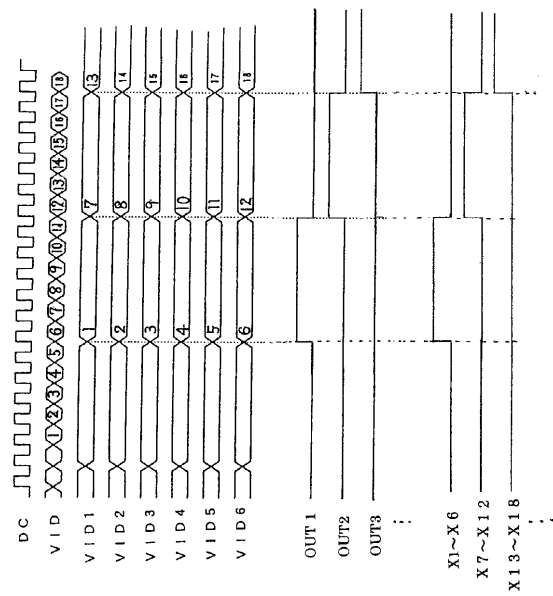 DC
VID 1 2 3 4 5 6 7 8 9 10 11 12 13 14 15 16 17 18
VID1 1 7 13
VID2 2 8 14
VID3 3 9 15
VID4 4 10 16
VID5 5 11 17
VID6 6 12 18
OUT1
OUT2
OUT3
X1~X6
X7~X12
X13~X18